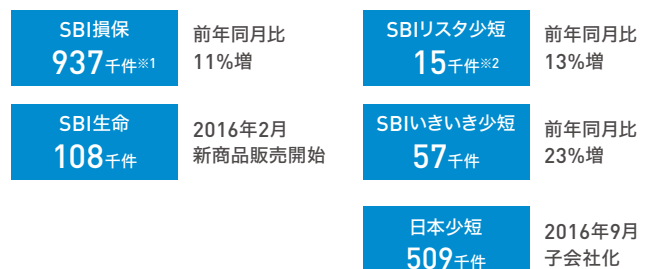 SBI損保
937千件※1
前年同月比
11%増
SBI生命
108千件
2016年2月
新商品販売開始
SBIリスタ少短
15千件※2
前年同月比
13%増
SBIいきいき少短
57千件
前年同月比
23%増
日本少短
509千件
2016年9月
子会社化